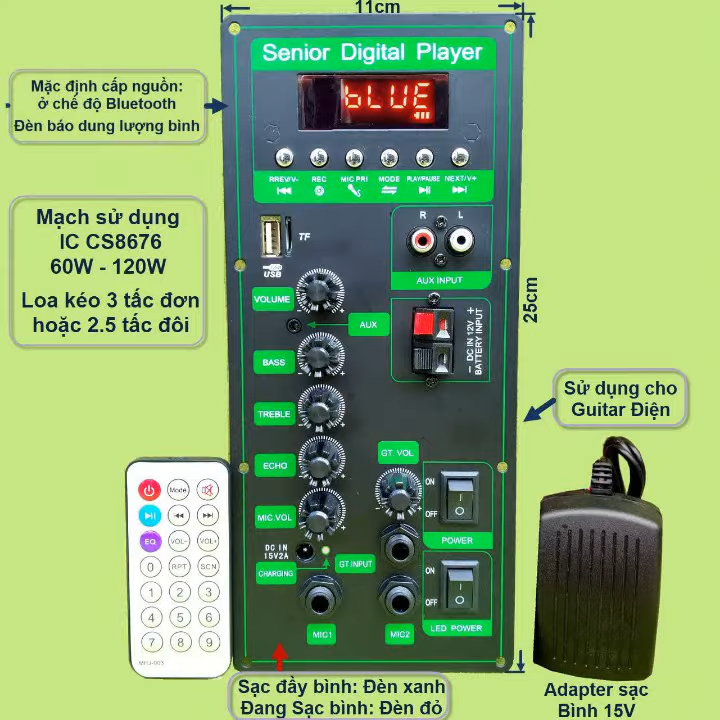 11cm
Senior Digital Player
Mặc định cấp nguồn:
ở chế độ Bluetooth
Đèn báo dung lượng bình
bLUE
RREV/V- REC MIC PRI MODE PLAY/PAUSE NEXT/V+
Mạch sử dụng
IC CS8676
60W - 120W
Loa kéo 3 tấc đơn
hoặc 2.5 tấc đôi
R L
TF
USB
AUX INPUT
VOLUME
AUX
25cm
− DC IN 12V +
BATTERY INPUT
BASS
Sử dụng cho
Guitar Điện
TREBLE
ECHO
GT VOL
MIC.VOL
ON
OFF
POWER
DC IN
15V2A
CHARGING
GT INPUT
ON
OFF
LED POWER
MIC1
MIC2
Mode
EQ VOL- VOL+
0 RPT SCN
1 2 3
4 5 6
7 8 9
Sạc đầy bình: Đèn xanh
Đang Sạc bình: Đèn đỏ
Adapter sạc
Bình 15V